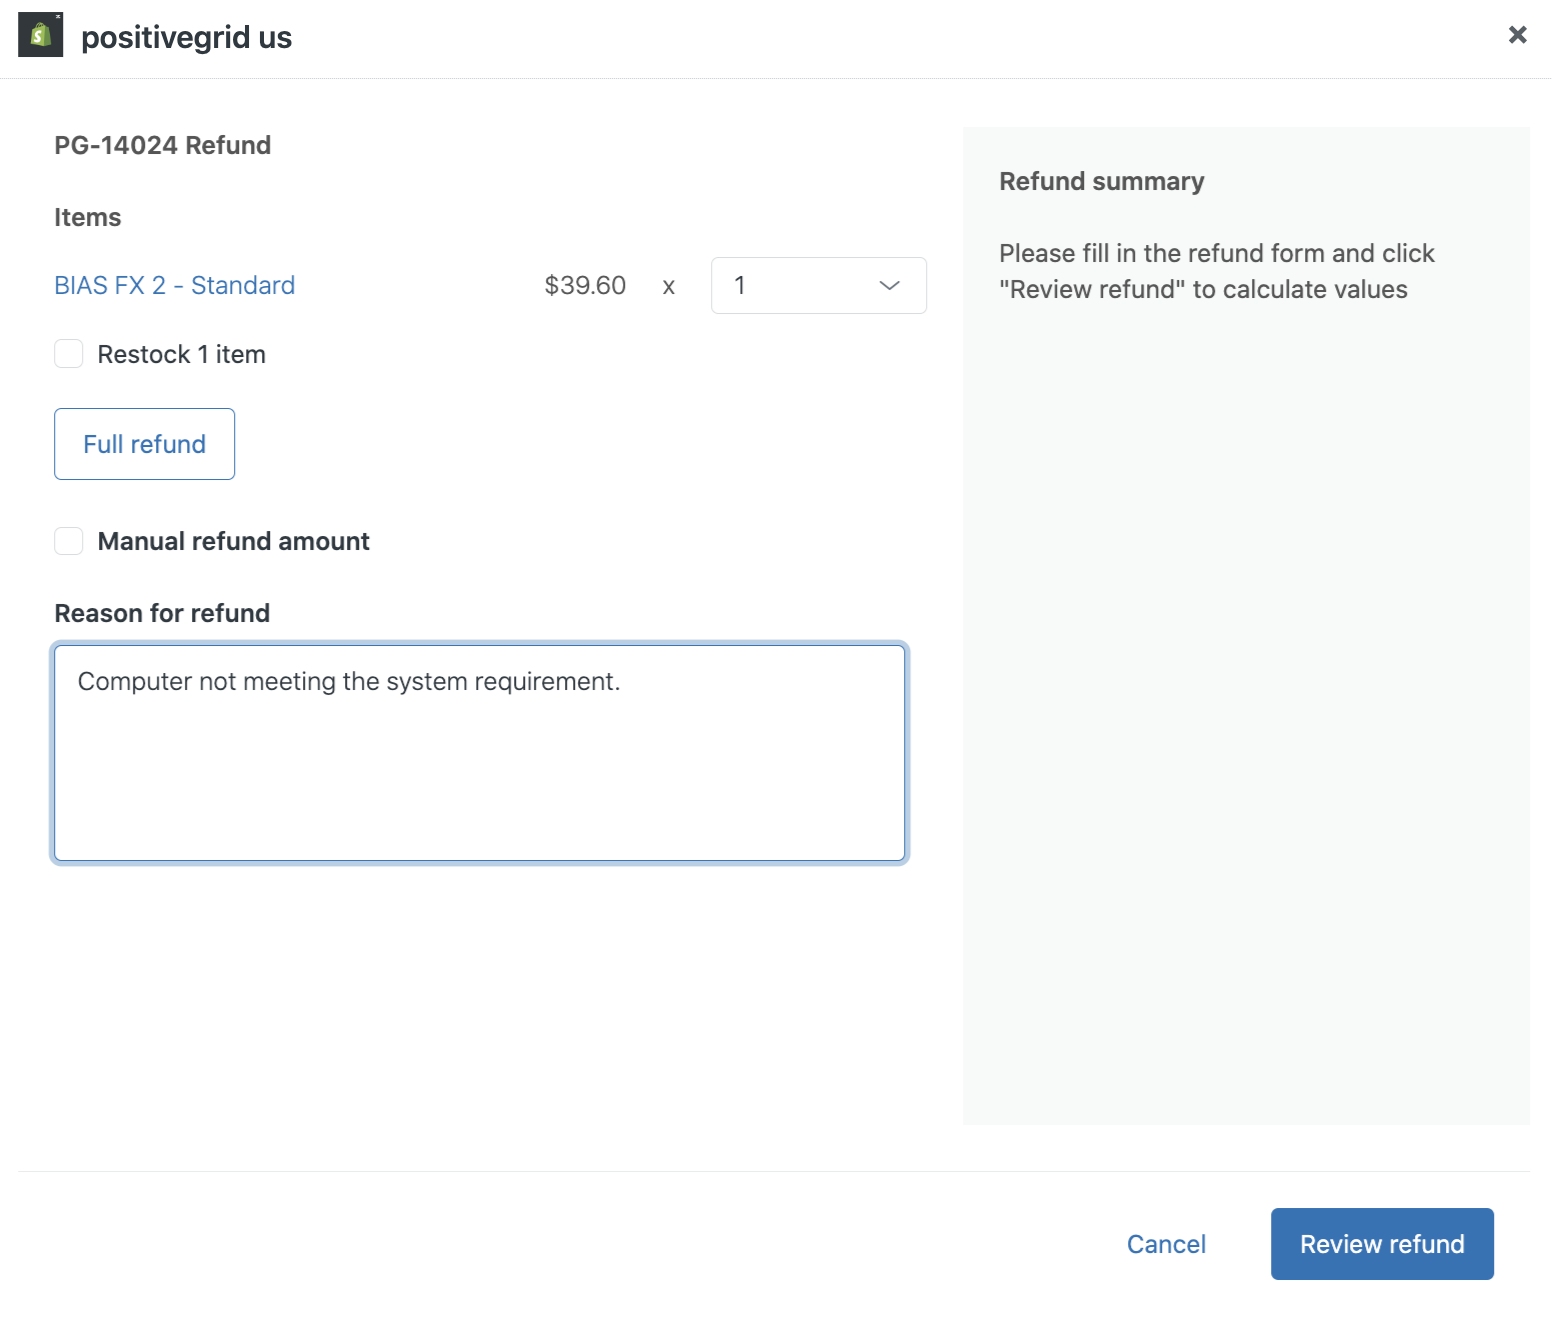 positivegrid us
PG-14024 Refund
Items
BIAS FX 2 - Standard $39.60 x 1
Restock 1 item
Full refund
Manual refund amount
Reason for refund
Computer not meeting the system requirement.
Refund summary
Please fill in the refund form and click
"Review refund" to calculate values
Cancel Review refund